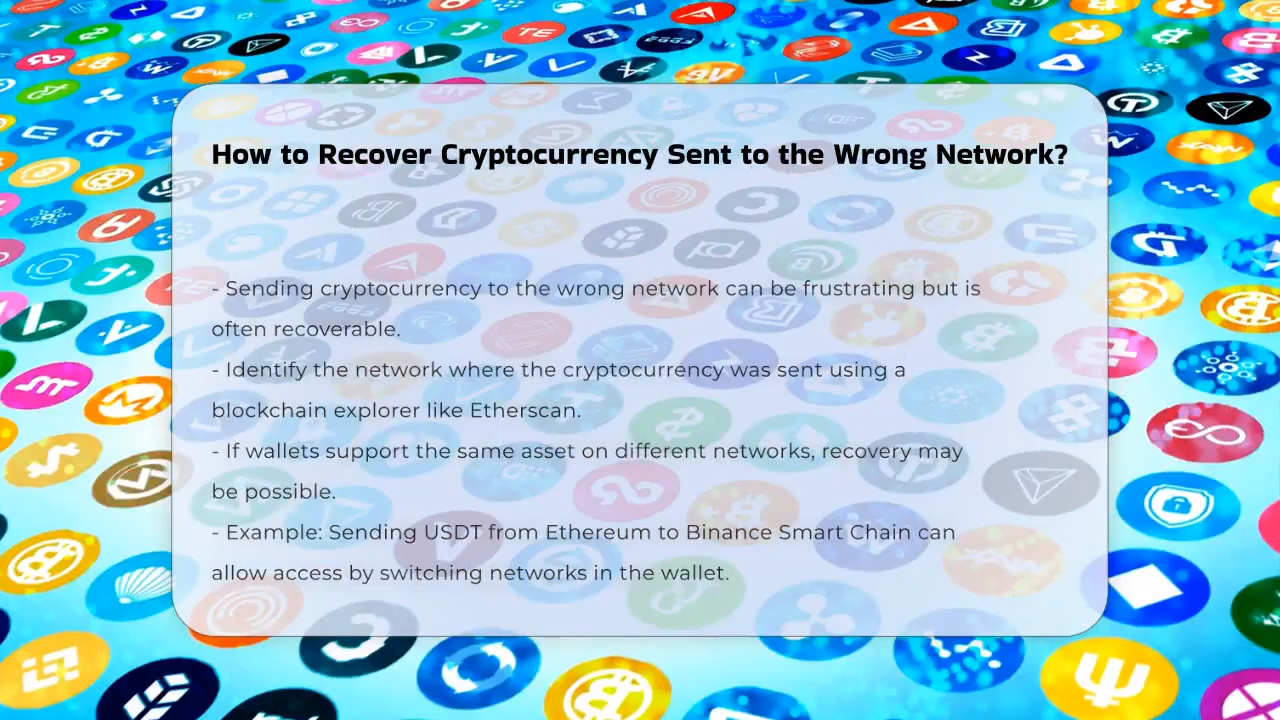 How to Recover Cryptocurrency Sent to the Wrong Network?
- Sending cryptocurrency to the wrong network can be frustrating but is
often recoverable.
- Identify the network where the cryptocurrency was sent using a
blockchain explorer like Etherscan.
- If wallets support the same asset on different networks, recovery may
be possible.
- Example: Sending USDT from Ethereum to Binance Smart Chain can
allow access by switching networks in the wallet.